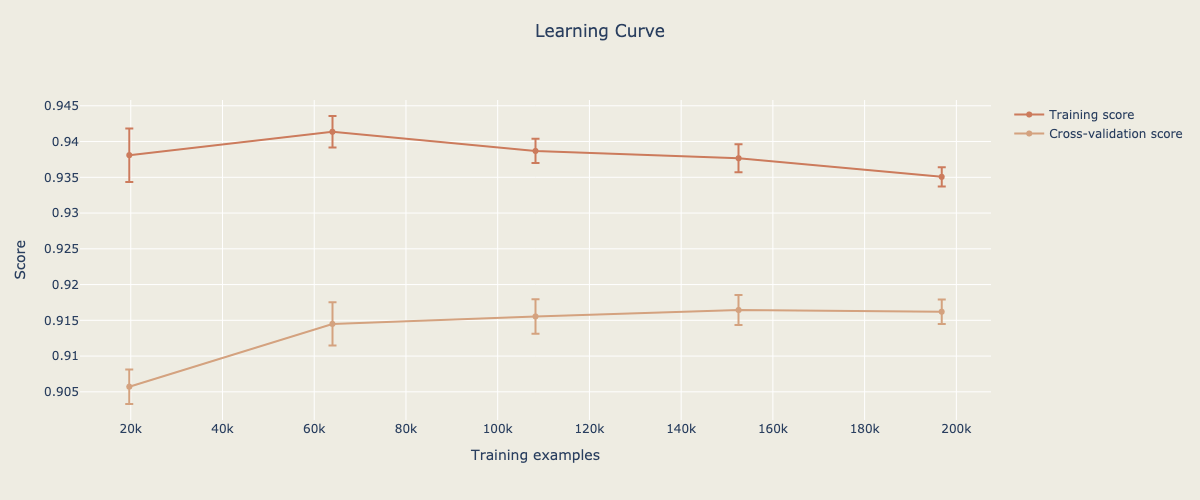 Learning Curve
0.945
0.94
0.935
0.93
0.925
0.92
0.915
0.91
0.905
Score
20k
40k
60k
80k
100k
120k
140k
160k
180k
200k
Training examples
Training score
Cross-validation score